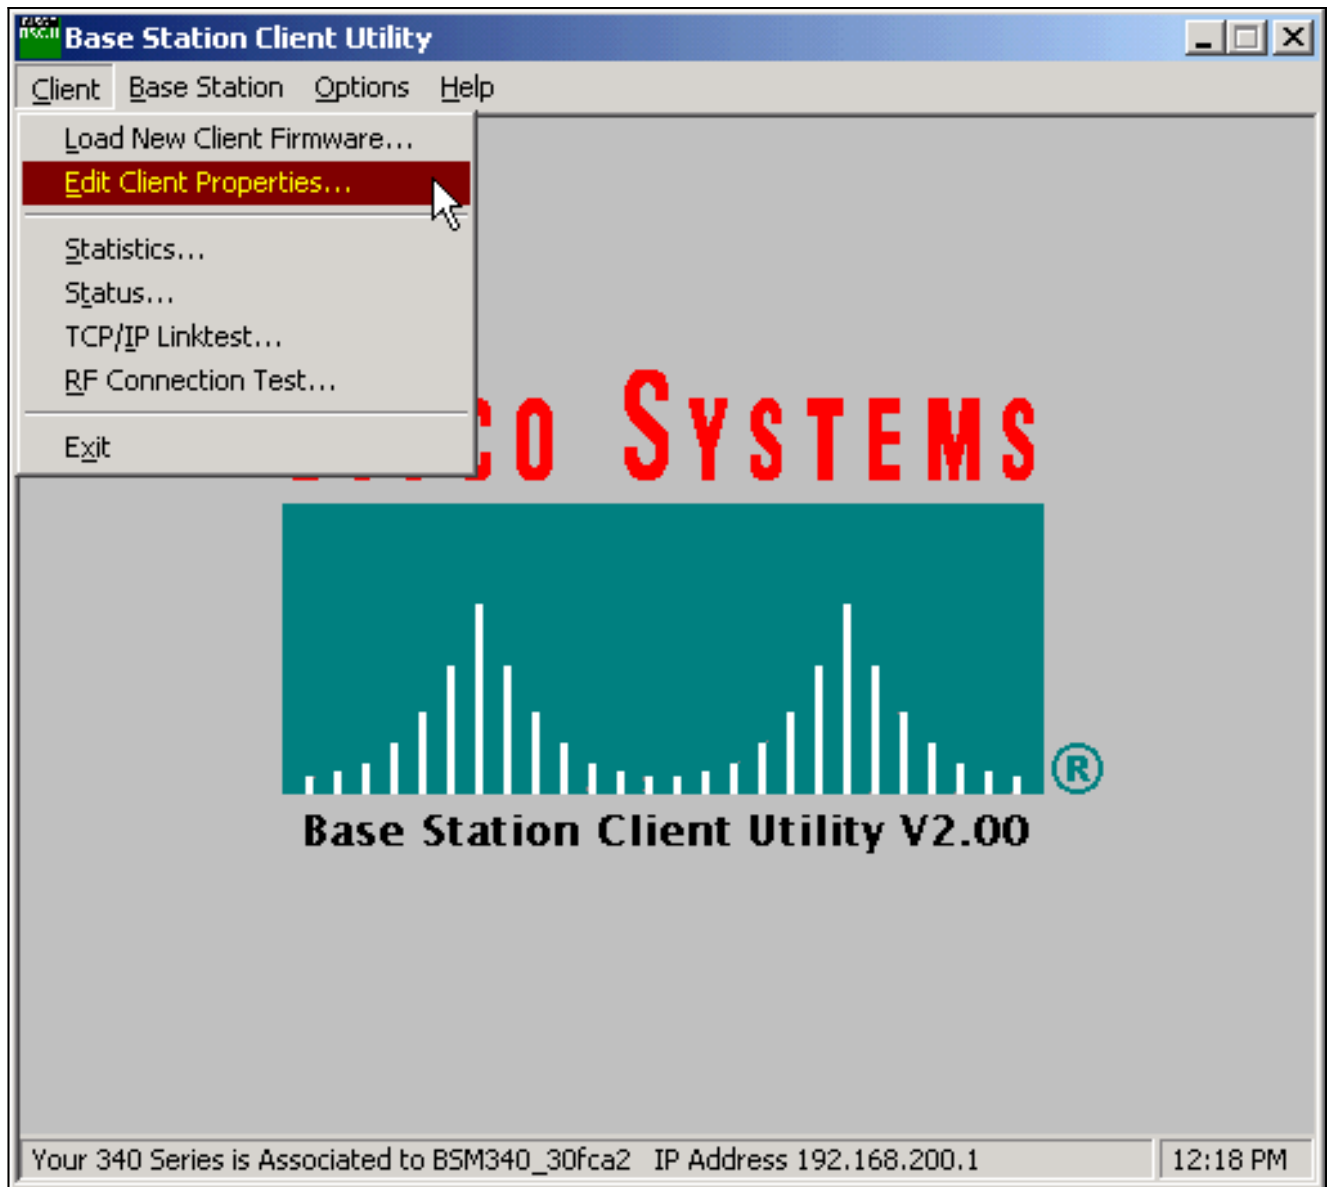 Base Station Client Utility
Client Base Station Options Help
Load New Client Firmware...
Edit Client Properties...
Statistics...
Status...
TCP/IP Linktest...
RF Connection Test...
Exit
SYSTEMS
®
Base Station Client Utility V2.00
Your 340 Series is Associated to BSM340_30fca2 IP Address 192.168.200.1
12:18 PM